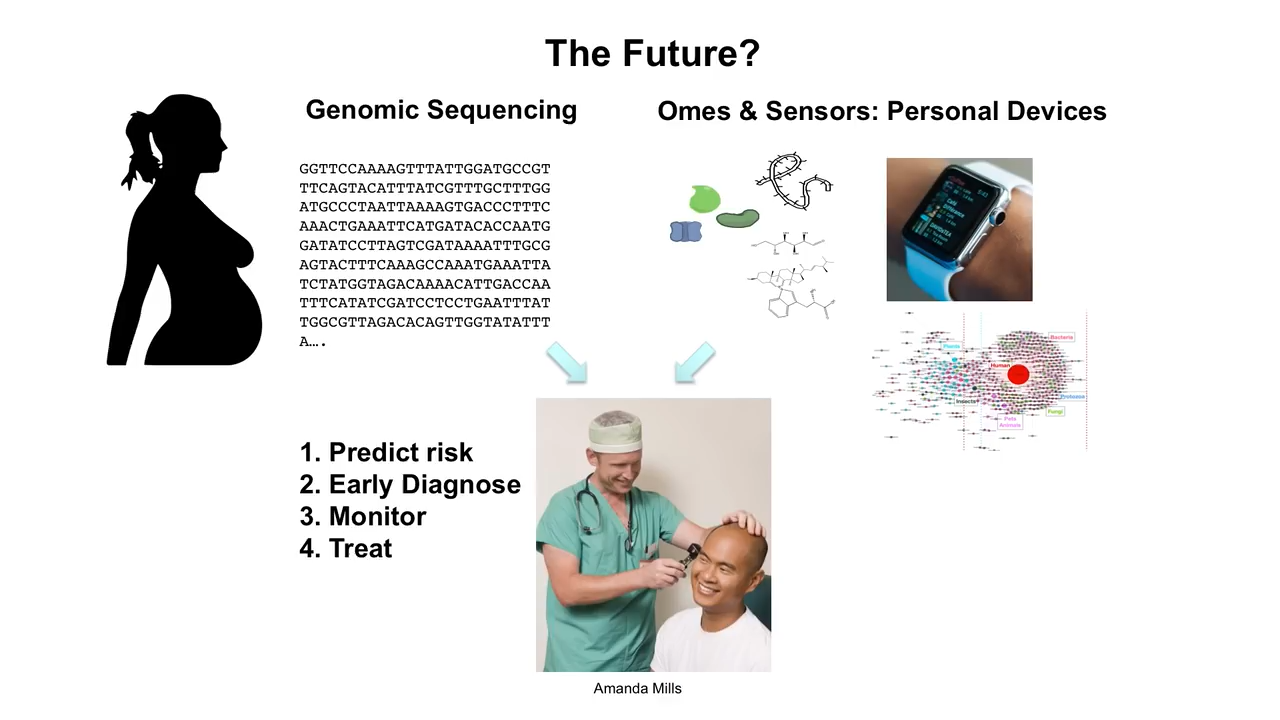 The Future?
Genomic Sequencing
Omes & Sensors: Personal Devices
GGTTCCAAAAGTTTATTGGATGCCGT
TTCAGTACATTTATCGTTTGCTTTGG
ATGCCCTAATTAAAAGTGACCCTTTC
AAACTGAAATTCATGATACACCAATG
GATATCCTTAGTCGATAAAATTTGCG
AGTACTTTCAAAGCCAAATGAAATTA
TCTATGGTAGACAAAACATTGACCAA
TTTCATATCGATCCTCCTGAATTTAT
TGGCGTTAGACACAGTTGGTATATTT
A….
Bacteria
Plants
Human
Insects
Protozoa
Fungi
Pets
Animals
1. Predict risk
2. Early Diagnose
3. Monitor
4. Treat
Amanda Mills